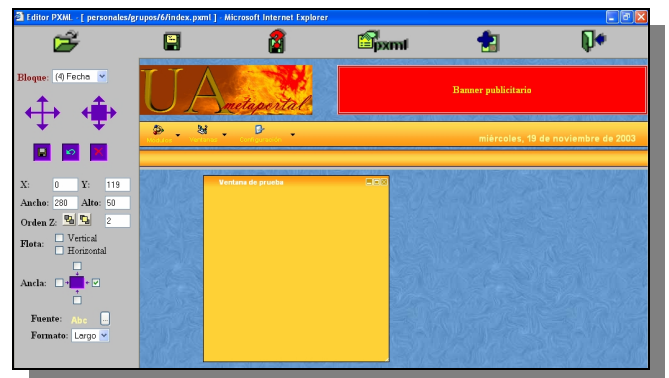 Editor PXML - [ personales/grupos/6/index.pxml ] - Microsoft Internet Explorer
pxml
Bloque: (4) Fecha
UA
metaportal
Banner publicitario
Ventanas
Configuración
miércoles, 19 de noviembre de 2003
Ventana de prueba
X: 0 Y: 119
Ancho: 280 Alto: 50
Orden Z: 2
Flota: Vertical
Horizontal
Ancla:
Fuente: Abc ...
Formato: Largo